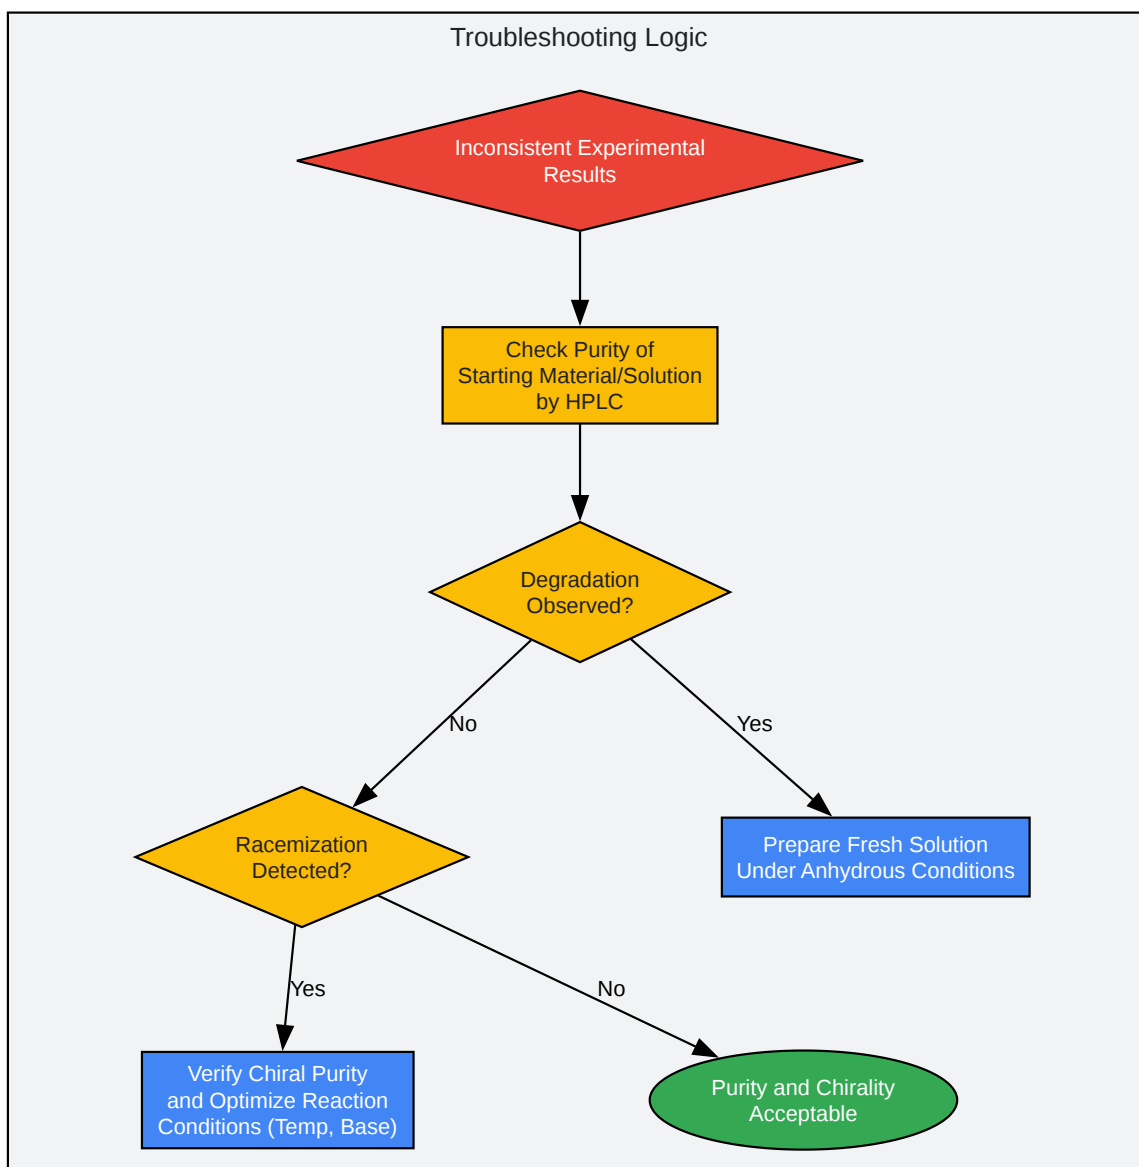 Troubleshooting Logic
Inconsistent Experimental
Results
Check Purity of
Starting Material/Solution
by HPLC
Degradation
Observed?
No
Yes
Racemization
Detected?
Prepare Fresh Solution
Under Anhydrous Conditions
Yes
No
Verify Chiral Purity
and Optimize Reaction
Conditions (Temp, Base)
Purity and Chirality
Acceptable